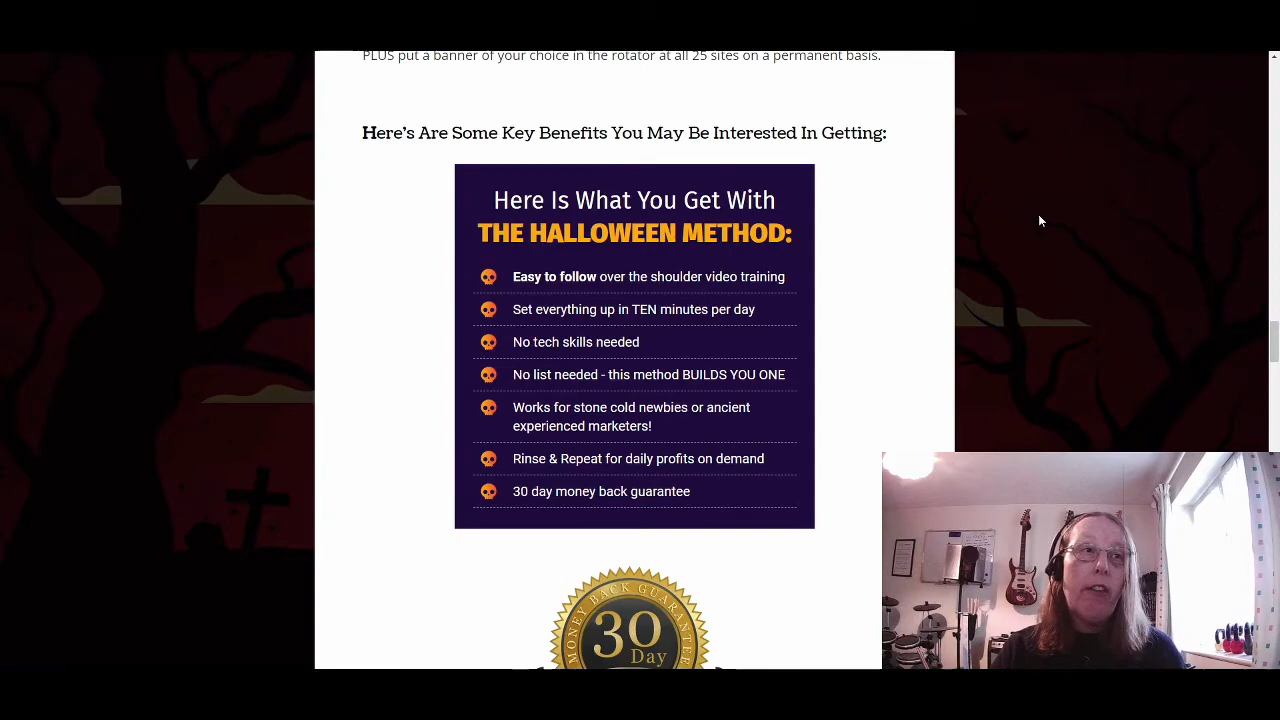 PLUS put a banner of your choice in the rotator at all 25 sites on a permanent basis.
Here's Are Some Key Benefits You May Be Interested In Getting:
Here Is What You Get With
THE HALLOWEEN METHOD:
Easy to follow over the shoulder video training
Set everything up in TEN minutes per day
No tech skills needed
No list needed - this method BUILDS YOU ONE
Works for stone cold newbies or ancient
experienced marketers!
Rinse & Repeat for daily profits on demand
30 day money back guarantee
MONEY BACK GUARANTEE
30
Day